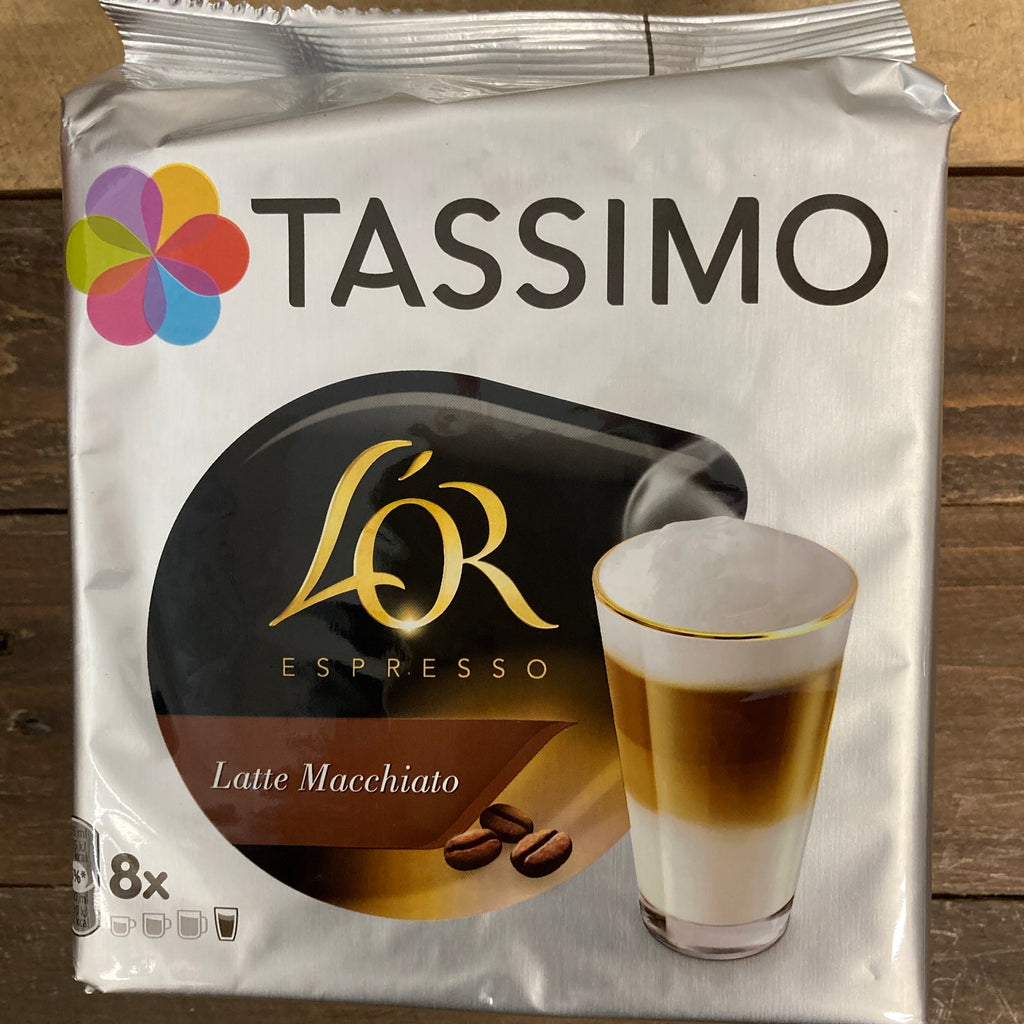 TASSIMO
L'OR
ESPRESSO
Latte Macchiato
8x
%*